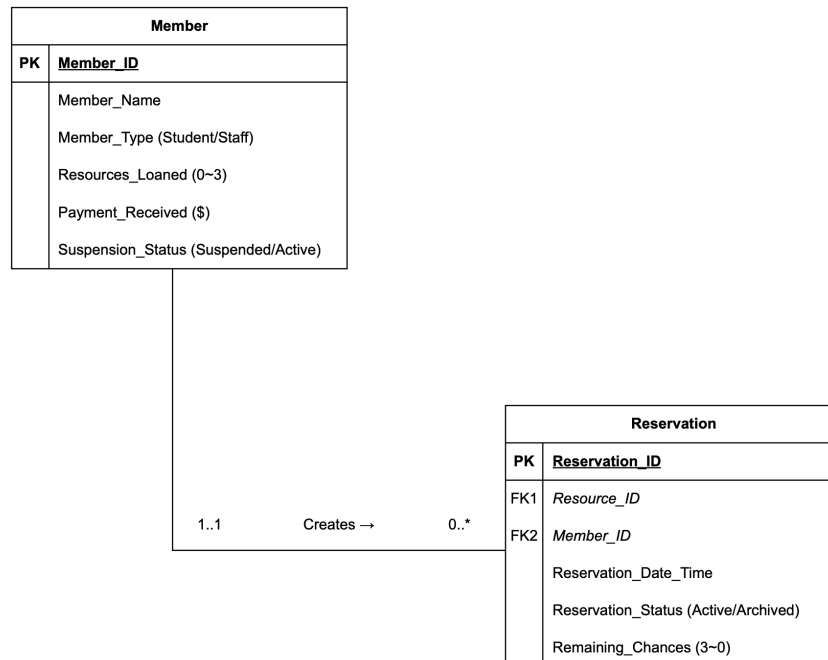 Member
PK Member_ID
Member_Name
Member_Type (Student/Staff)
Resources_Loaned (0~3)
Payment_Received ($)
Suspension_Status (Suspended/Active)
Reservation
PK Reservation_ID
FK1 Resource_ID
1..1 Creates → 0..*
FK2 Member_ID
Reservation_Date_Time
Reservation_Status (Active/Archived)
Remaining_Chances (3~0)